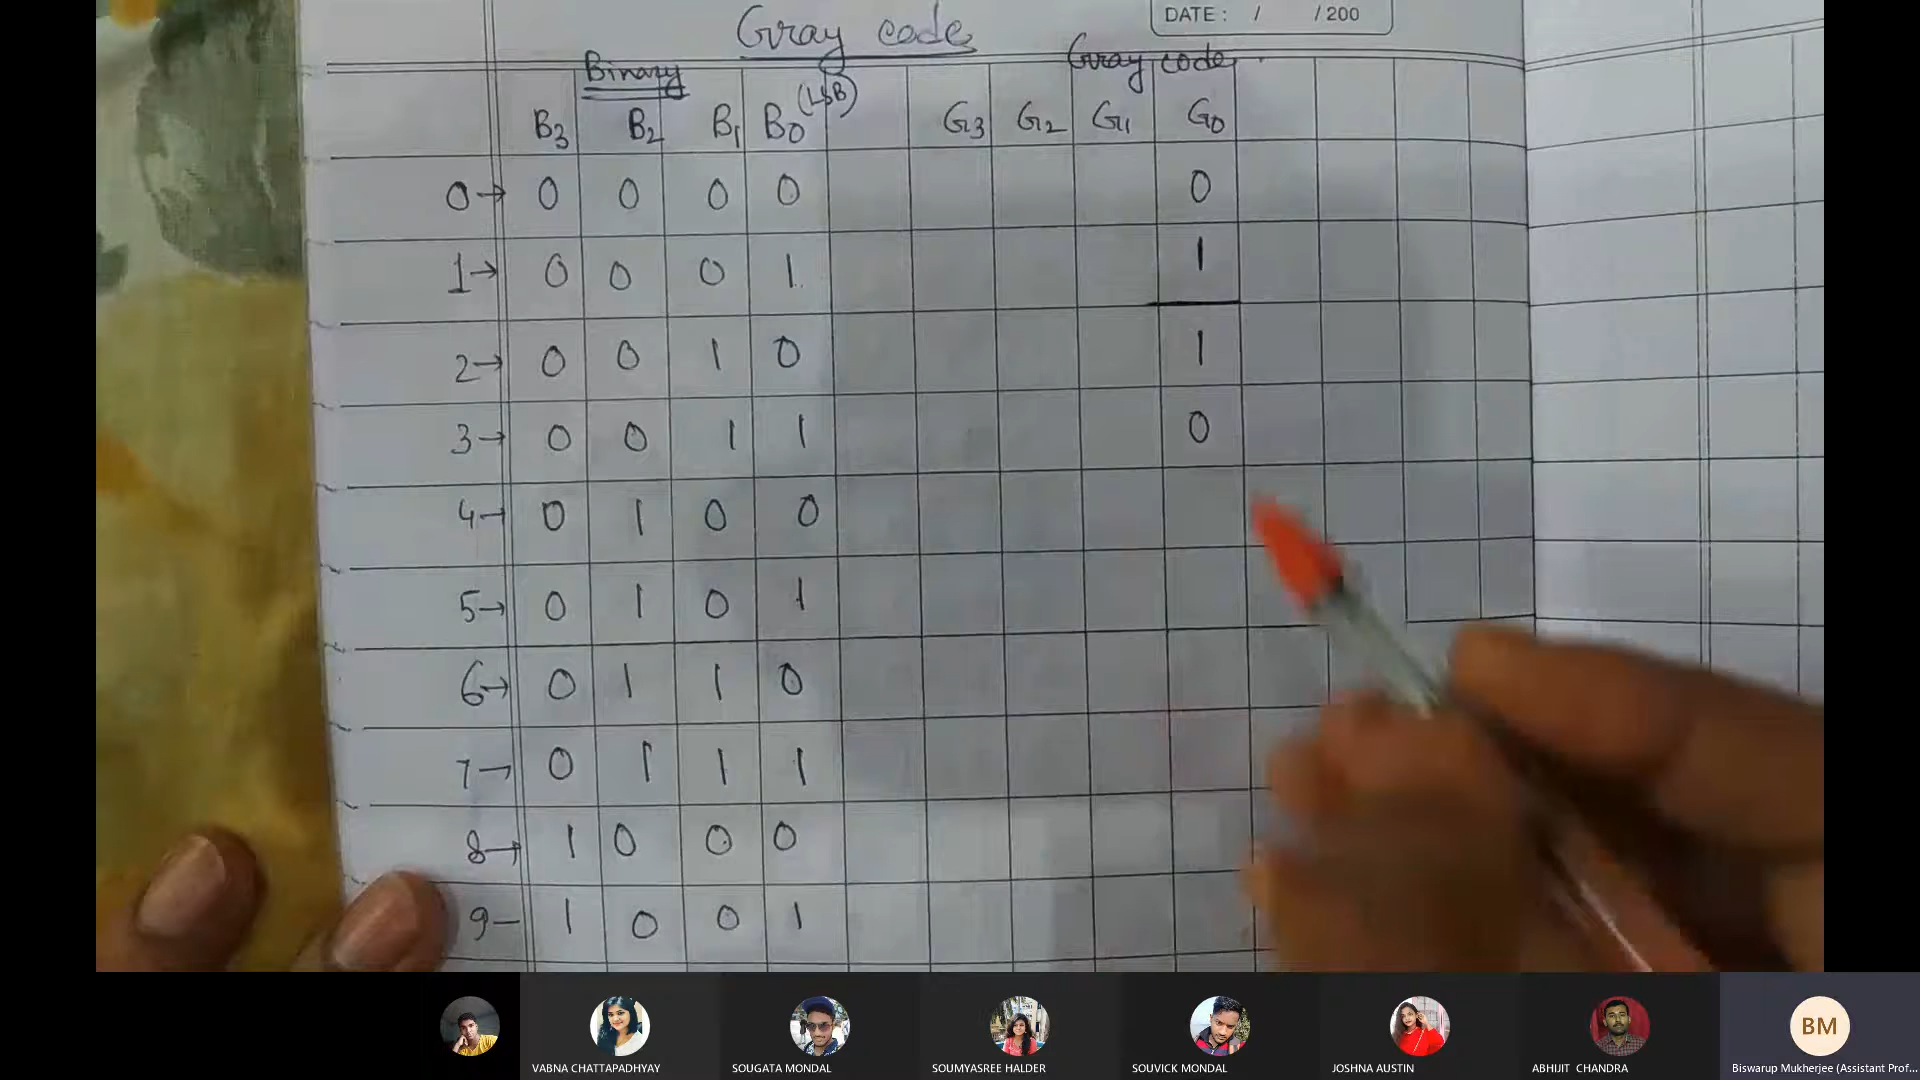 Gray code
DATE : / / 200
Binary Gray code
B3 B2 B1 B0 (LSB) G3 G2 G1 G0
0→ 0 0 0 0 0
1→ 0 0 0 1 1
2→ 0 0 1 0 1
3→ 0 0 1 1 0
4→ 0 1 0 0
5→ 0 1 0 1
6→ 0 1 1 0
7→ 0 1 1 1
8→ 1 0 0 0
9- 1 0 0 1
VABNA CHATTAPADHYAY SOUGATA MONDAL SOUMYASREE HALDER SOUVICK MONDAL JOSHNA AUSTIN ABHIJIT CHANDRA BM Biswarup Mukherjee (Assistant Prof...